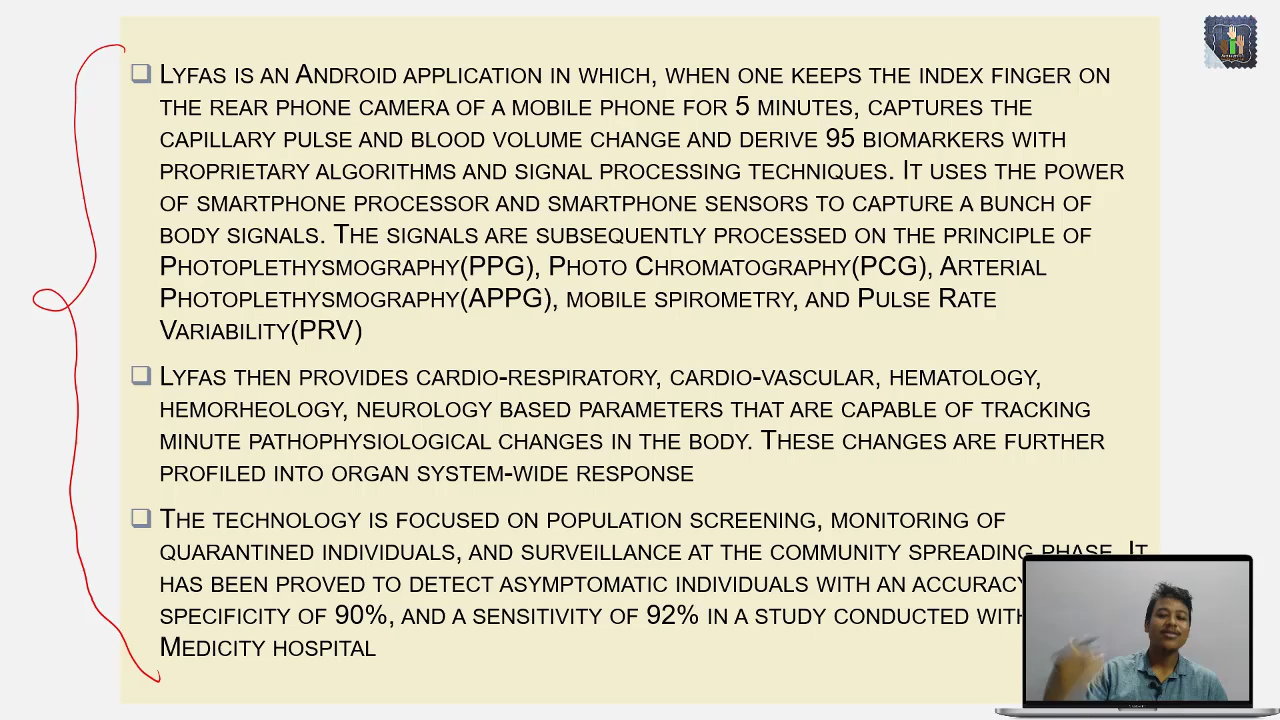 Lyfas is an Android application in which, when one keeps the index finger on
the rear phone camera of a mobile phone for 5 minutes, captures the
capillary pulse and blood volume change and derive 95 biomarkers with
proprietary algorithms and signal processing techniques. It uses the power
of smartphone processor and smartphone sensors to capture a bunch of
body signals. The signals are subsequently processed on the principle of
Photoplethysmography(PPG), Photo Chromatography(PCG), Arterial
Photoplethysmography(APPG), mobile spirometry, and Pulse Rate
Variability(PRV)
Lyfas then provides cardio-respiratory, cardio-vascular, hematology,
hemorheology, neurology based parameters that are capable of tracking
minute pathophysiological changes in the body. These changes are further
profiled into organ system-wide response
The technology is focused on population screening, monitoring of
quarantined individuals, and surveillance at the community spreading phase. It
has been proved to detect asymptomatic individuals with an accuracy
specificity of 90%, and a sensitivity of 92% in a study conducted with
Medicity hospital